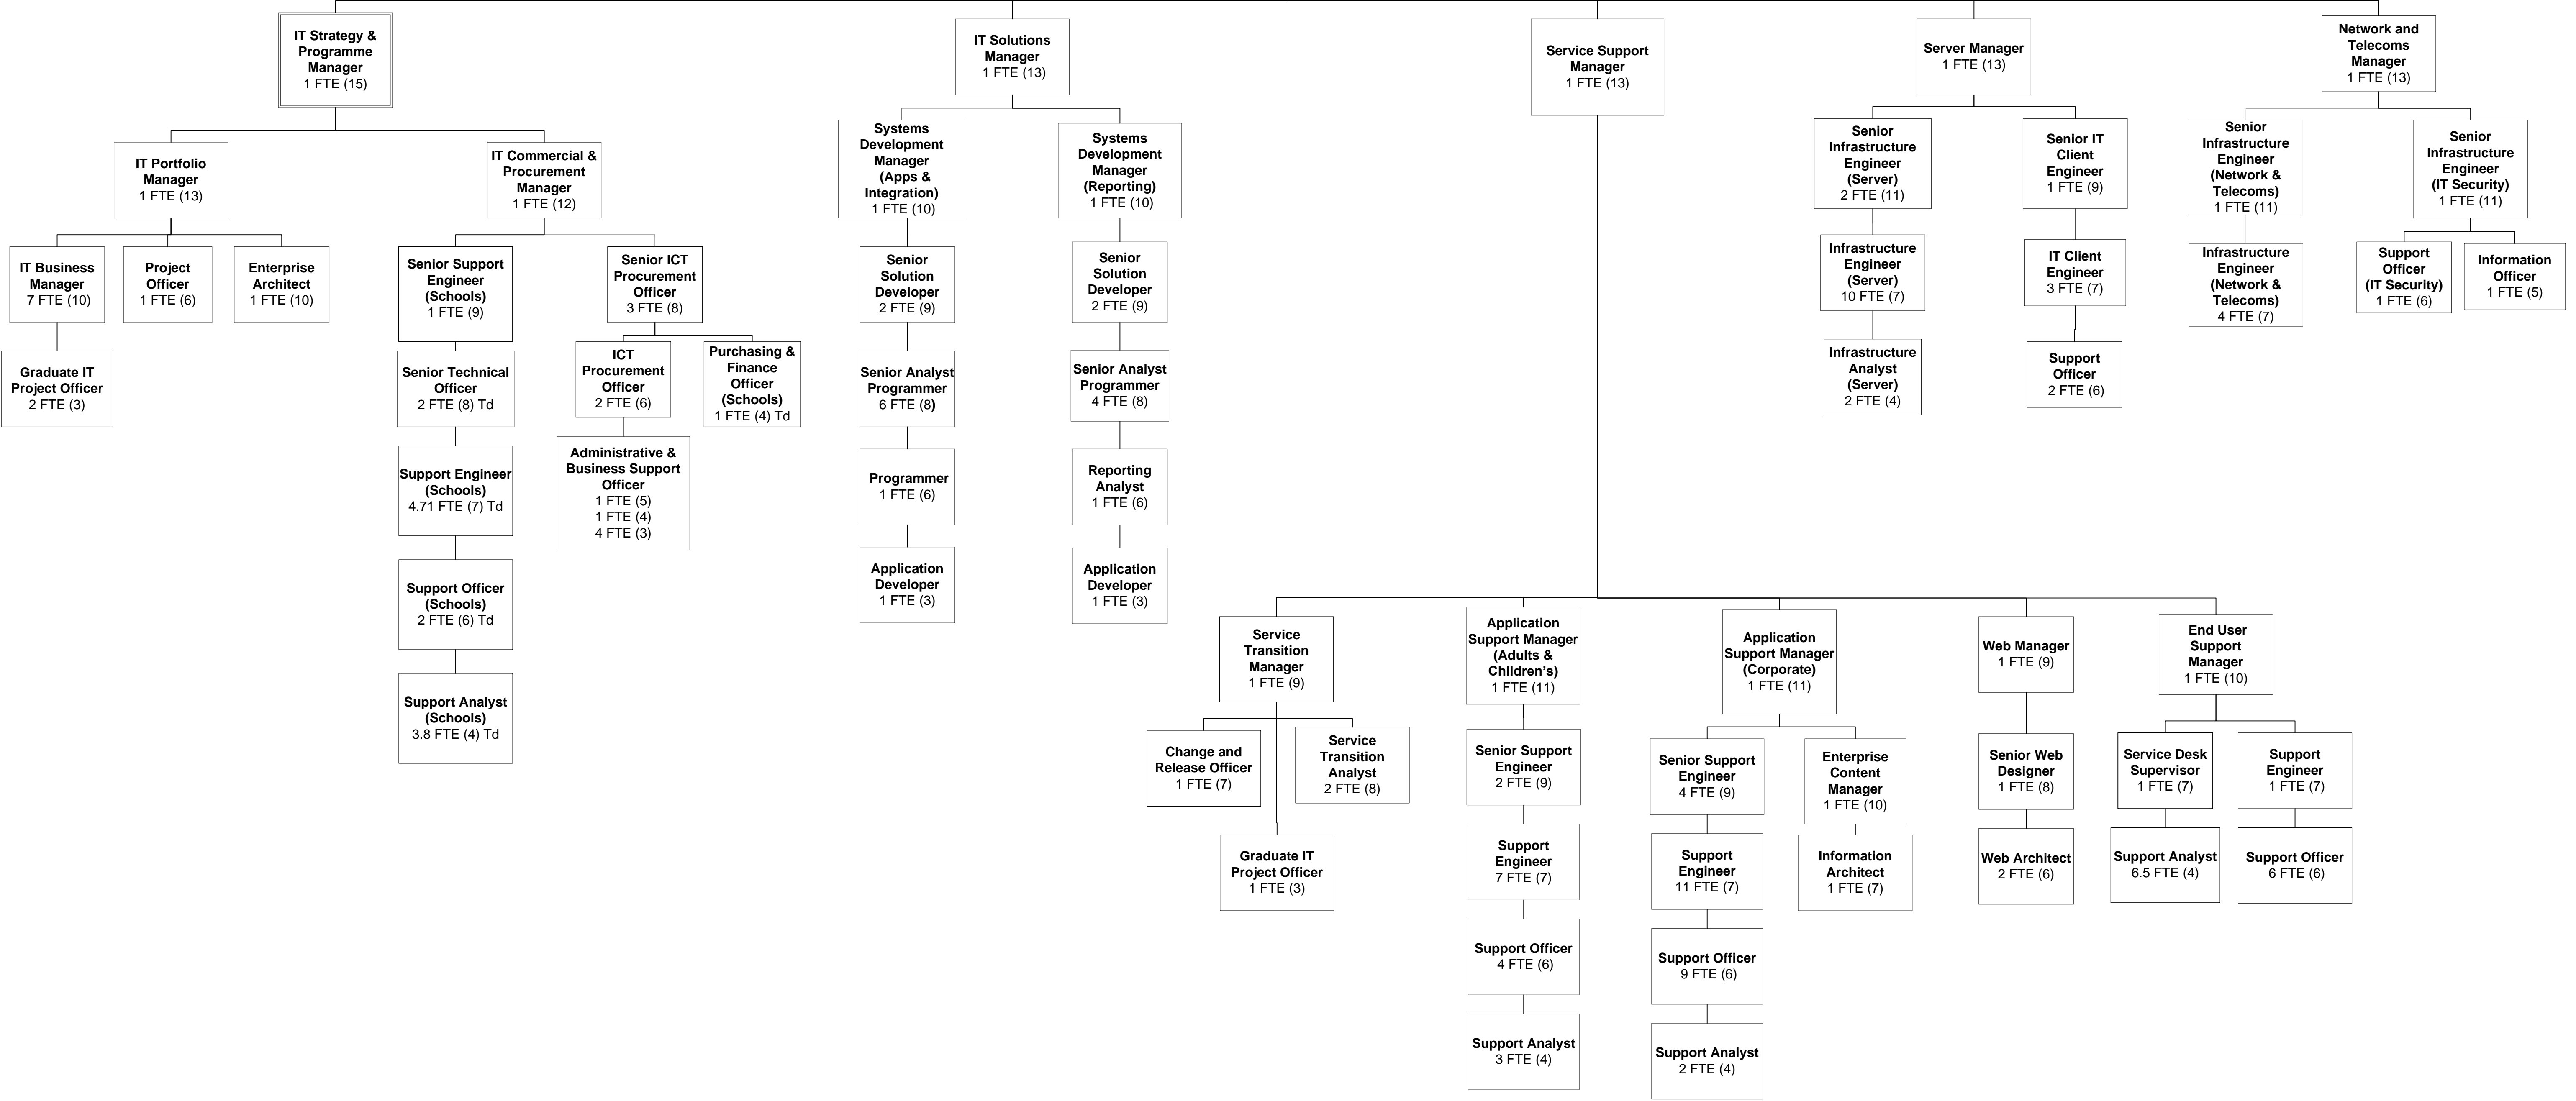 IT Strategy &
Programme
Manager
1 FTE (15)
IT Solutions
Manager
1 FTE (13)
Service Support
Manager
1 FTE (13)
Server Manager
1 FTE (13)
Network and
Telecoms
Manager
1 FTE (13)
IT Portfolio
Manager
1 FTE (13)
IT Commercial &
Procurement
Manager
1 FTE (12)
Systems
Development
Manager
(Apps &
Integration)
1 FTE (10)
Systems
Development
Manager
(Reporting)
1 FTE (10)
Senior
Infrastructure
Engineer
(Server)
2 FTE (11)
Senior IT
Client
Engineer
1 FTE (9)
Senior
Infrastructure
Engineer
(Network &
Telecoms)
1 FTE (11)
Senior
Infrastructure
Engineer
(IT Security)
1 FTE (11)
IT Business
Manager
7 FTE (10)
Project
Officer
1 FTE (6)
Enterprise
Architect
1 FTE (10)
Senior Support
Engineer
(Schools)
1 FTE (9)
Senior ICT
Procurement
Officer
3 FTE (8)
Senior
Solution
Developer
2 FTE (9)
Senior
Solution
Developer
2 FTE (9)
Infrastructure
Engineer
(Server)
10 FTE (7)
IT Client
Engineer
3 FTE (7)
Infrastructure
Engineer
(Network &
Telecoms)
4 FTE (7)
Support
Officer
(IT Security)
1 FTE (6)
Information
Officer
1 FTE (5)
Graduate IT
Project Officer
2 FTE (3)
Senior Technical
Officer
2 FTE (8) Td
ICT
Procurement
Officer
2 FTE (6)
Purchasing &
Finance
Officer
(Schools)
1 FTE (4) Td
Senior Analyst
Programmer
6 FTE (8)
Senior Analyst
Programmer
4 FTE (8)
Infrastructure
Analyst
(Server)
2 FTE (4)
Support
Officer
2 FTE (6)
Support Engineer
(Schools)
4.71 FTE (7) Td
Administrative &
Business Support
Officer
1 FTE (5)
1 FTE (4)
4 FTE (3)
Programmer
1 FTE (6)
Reporting
Analyst
1 FTE (6)
Support Officer
(Schools)
2 FTE (6) Td
Application
Developer
1 FTE (3)
Application
Developer
1 FTE (3)
Support Analyst
(Schools)
3.8 FTE (4) Td
Service
Transition
Manager
1 FTE (9)
Application
Support Manager
(Adults &
Children’s)
1 FTE (11)
Application
Support Manager
(Corporate)
1 FTE (11)
Web Manager
1 FTE (9)
End User
Support
Manager
1 FTE (10)
Change and
Release Officer
1 FTE (7)
Service
Transition
Analyst
2 FTE (8)
Senior Support
Engineer
2 FTE (9)
Senior Support
Engineer
4 FTE (9)
Enterprise
Content
Manager
1 FTE (10)
Senior Web
Designer
1 FTE (8)
Service Desk
Supervisor
1 FTE (7)
Support
Engineer
1 FTE (7)
Graduate IT
Project Officer
1 FTE (3)
Support
Engineer
7 FTE (7)
Support
Engineer
11 FTE (7)
Information
Architect
1 FTE (7)
Web Architect
2 FTE (6)
Support Analyst
6.5 FTE (4)
Support Officer
6 FTE (6)
Support Officer
4 FTE (6)
Support Officer
9 FTE (6)
Support Analyst
3 FTE (4)
Support Analyst
2 FTE (4)